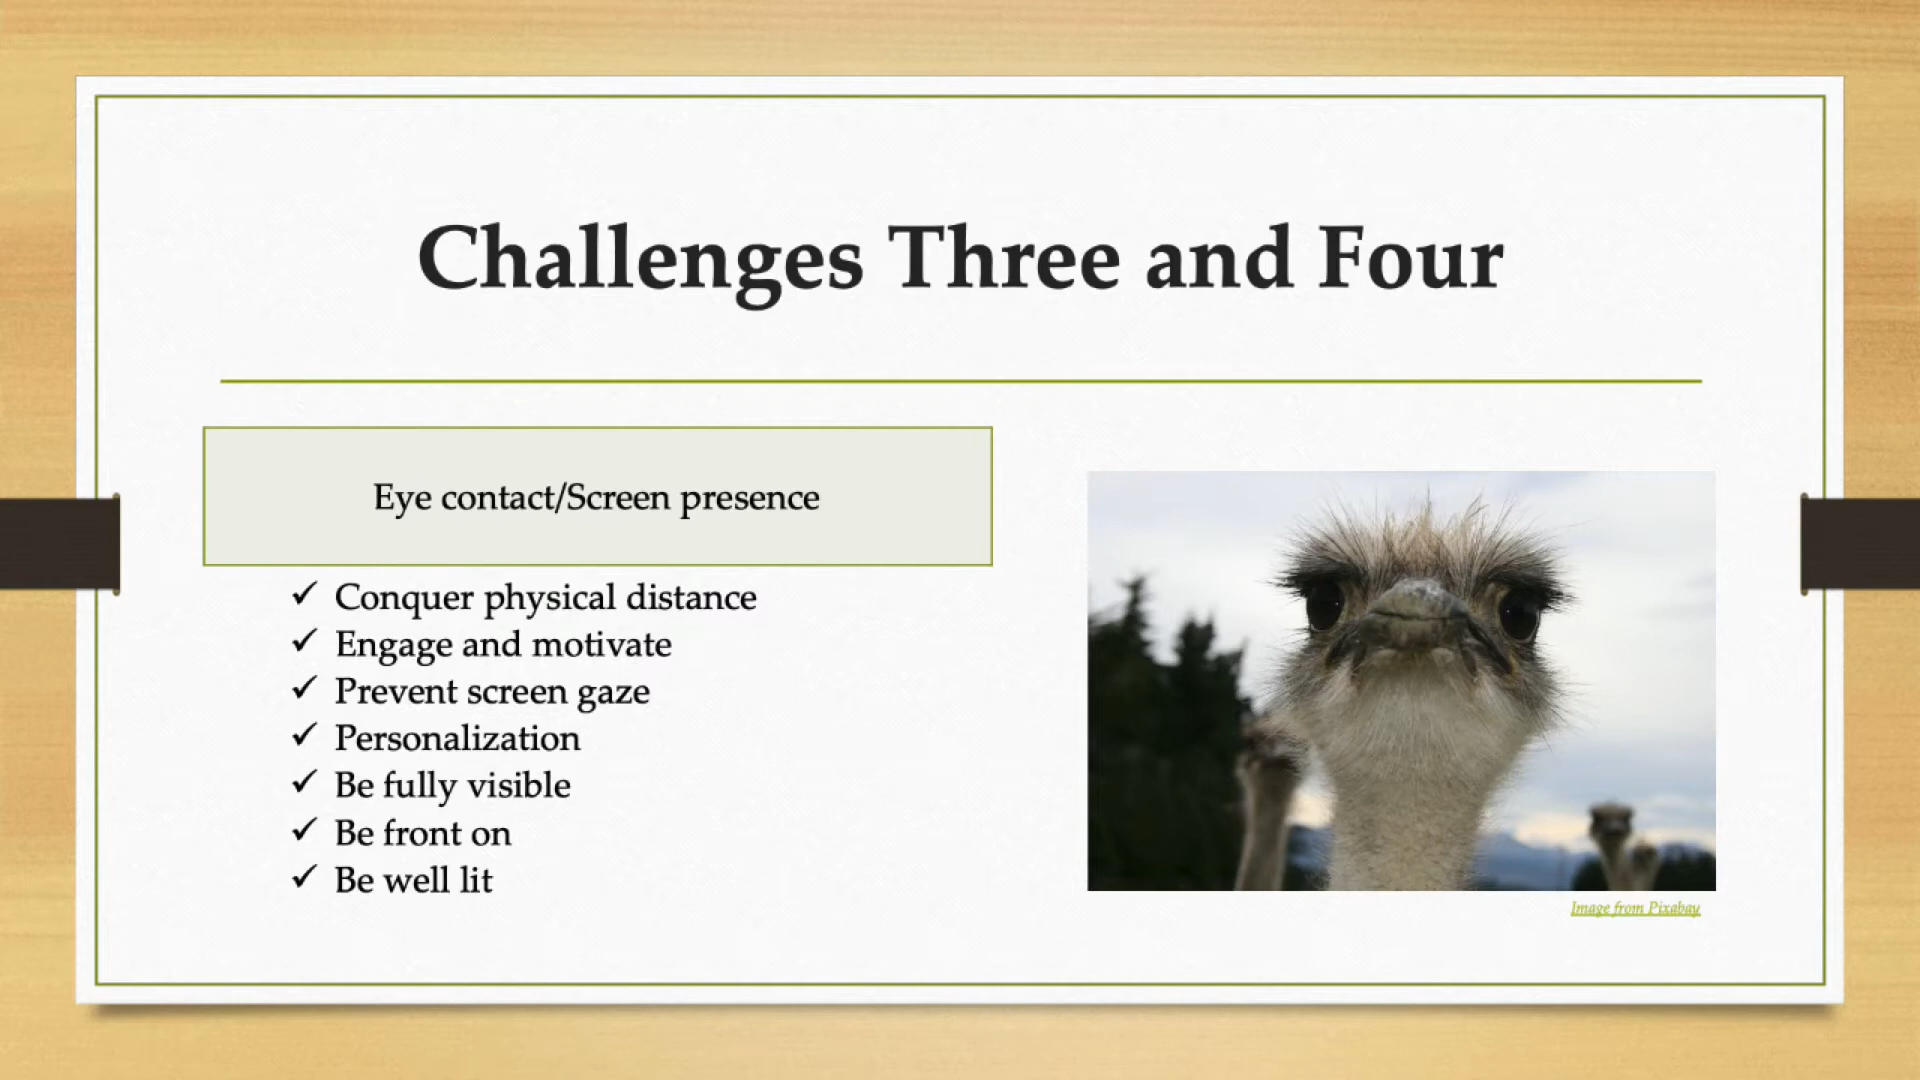 Challenges Three and Four
Eye contact/Screen presence
✓ Conquer physical distance
✓ Engage and motivate
✓ Prevent screen gaze
✓ Personalization
✓ Be fully visible
✓ Be front on
✓ Be well lit
Image from Pixabay